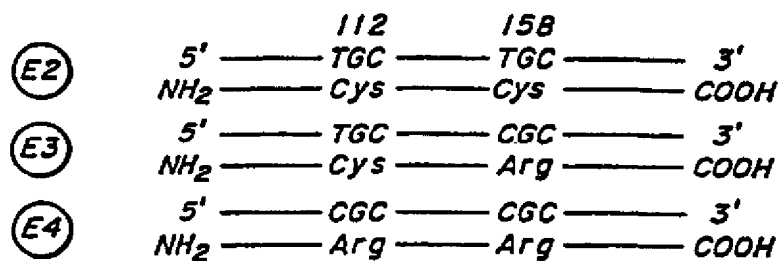 112 158
E2 5' TGC TGC 3'
NH2 Cys Cys COOH
E3 5' TGC CGC 3'
NH2 Cys Arg COOH
E4 5' CGC CGC 3'
NH2 Arg Arg COOH